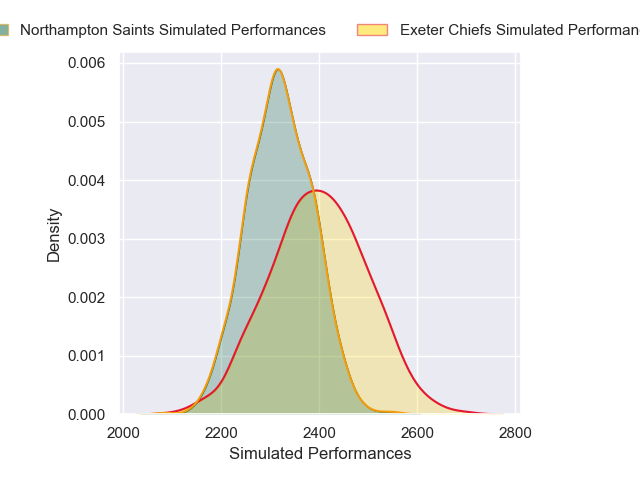 Northampton Saints Simulated Performances
Exeter Chiefs Simulated
0.006
0.005
0.004
0.003
0.002
0.001
0.000
Density
2000 2200 2400 2600 2800
Simulated Performances